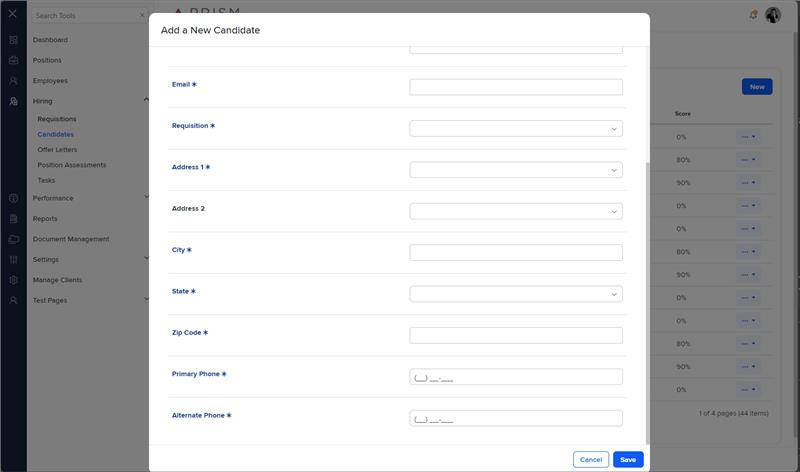 Search Tools
PRISM
Add a New Candidate
Dashboard
Positions
Employees
Hiring
Requisitions
Candidates
Offer Letters
Position Assessments
Tasks
Performance
Reports
Document Management
Settings
Manage Clients
Test Pages
Email *
Requisition *
Address 1 *
Address 2
City *
State *
Zip Code *
Primary Phone *
(__) __-___
Alternate Phone *
(__) __-___
Cancel
Save
New
Score
0%
80%
90%
0%
0%
80%
90%
0%
0%
80%
90%
0%
1 of 4 pages (44 items)